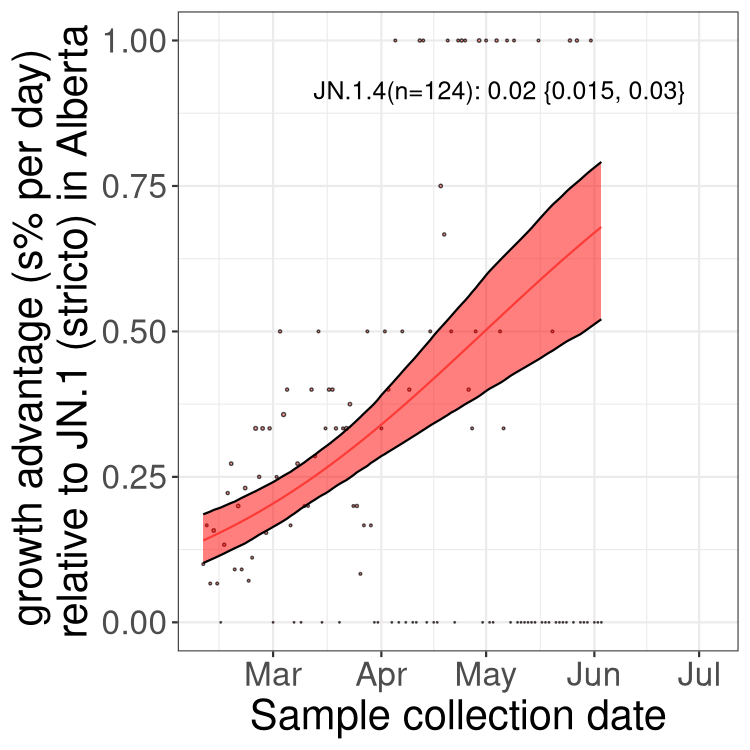 growth advantage (s% per day)
relative to JN.1 (stricto) in Alberta
1.00
JN.1.4(n=124): 0.02 {0.015, 0.03}
0.75
0.50
0.25
0.00
Mar Apr May Jun Jul
Sample collection date